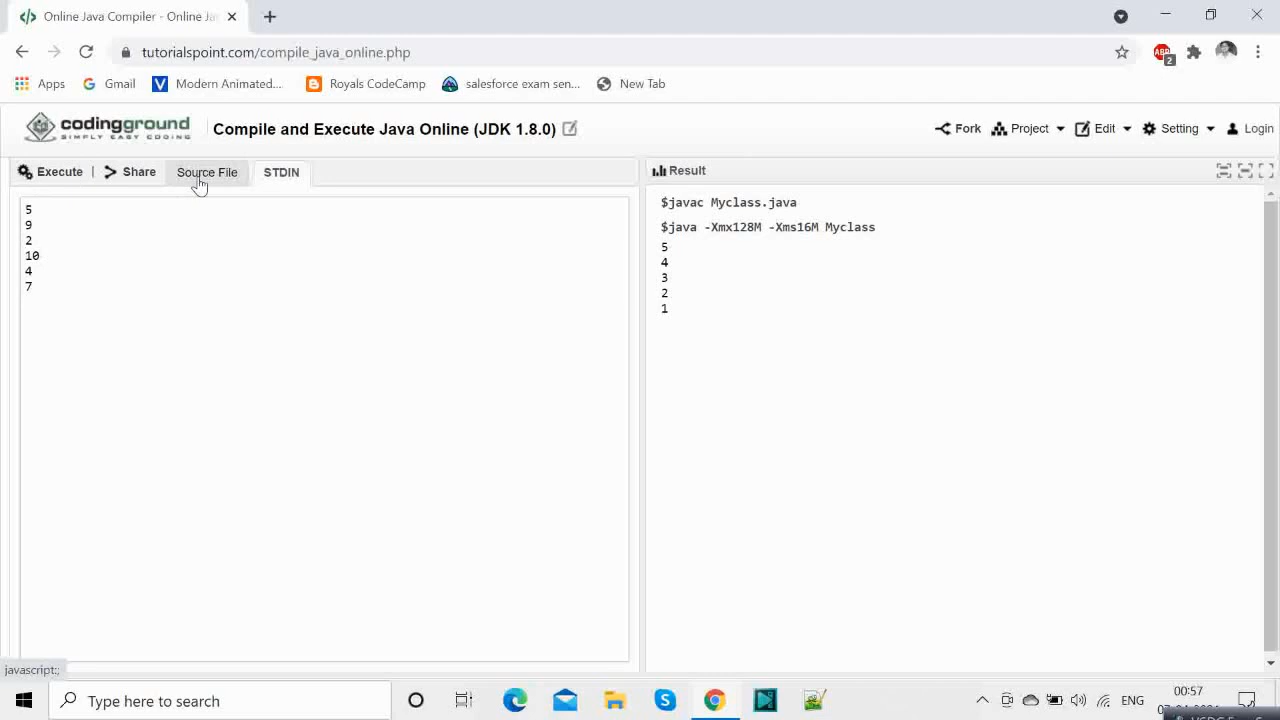 Online Java Compiler - Online Ja
tutorialspoint.com/compile_java_online.php
ABP
2
Apps Gmail Modern Animated... Royals CodeCamp salesforce exam sen... New Tab
codingground
SIMPLY EASY CODING
Compile and Execute Java Online (JDK 1.8.0)
Fork Project Edit Setting Login
Execute | Share Source File STDIN
Result
5
9
2
10
4
7
$javac Myclass.java
$java -Xmx128M -Xms16M Myclass
5
4
3
2
1
javascript:;
Type here to search
ENG
00:57